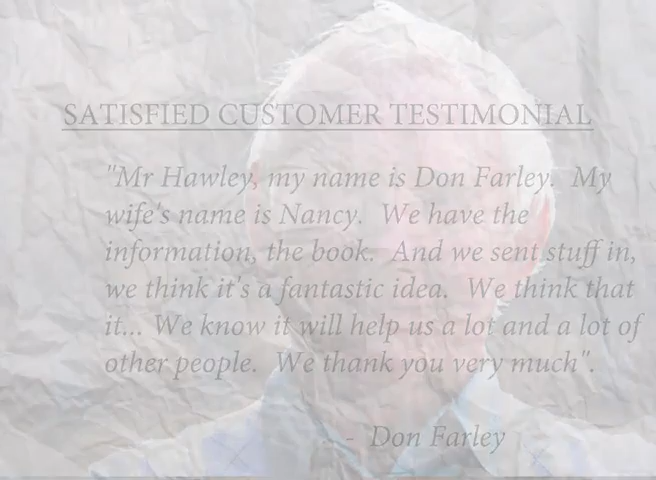 SATISFIED CUSTOMER TESTIMONIAL
"Mr Hawley, my name is Don Farley. My
wife's name is Nancy. We have the
information, the book. And we sent stuff in,
we think it's a fantastic idea. We think that
it... We know it will help us a lot and a lot of
other people. We thank you very much".
- Don Farley